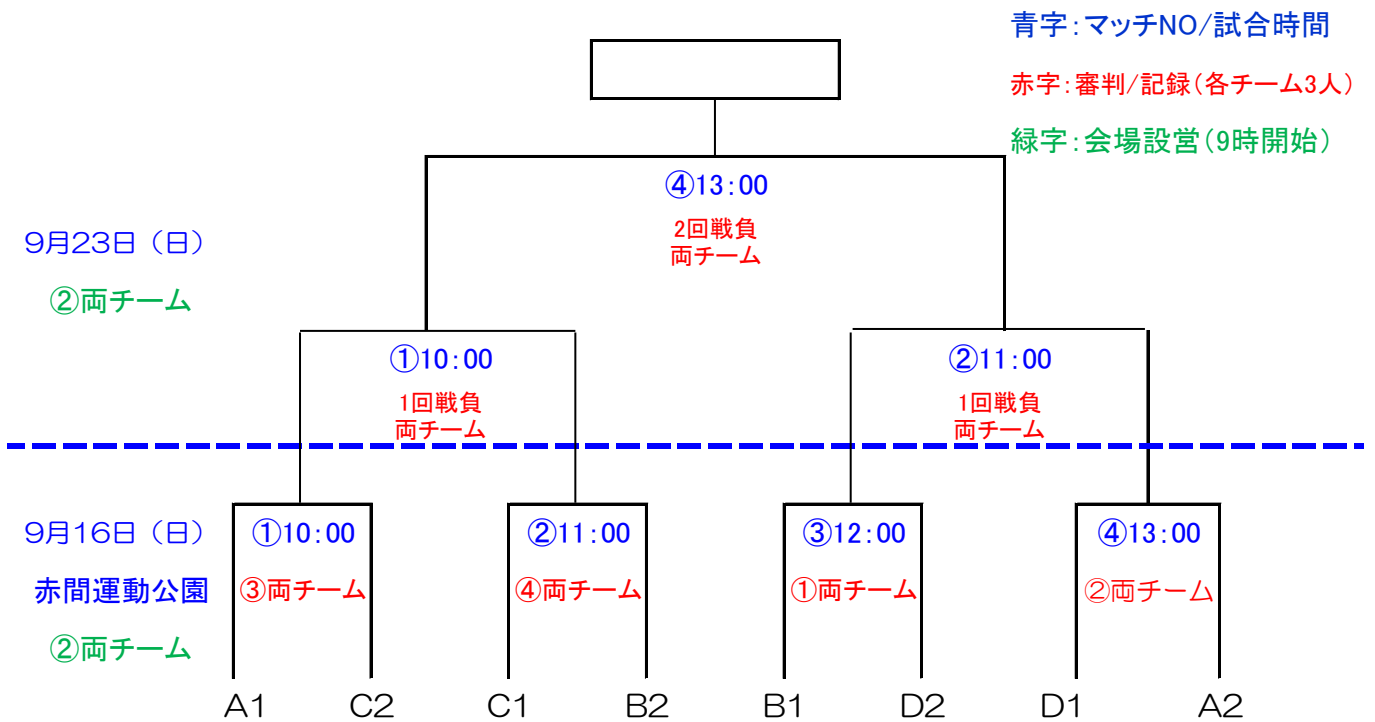 青字：マッチNO/試合時間
赤字：審判/記録（各チーム3人）
緑字：会場設営（9時開始）
④13：00
2回戦負
両チーム
9月23日（日）
②両チーム
①10：00
②11：00
1回戦負
両チーム
1回戦負
両チーム
9月16日（日）
①10：00
②11：00
③12：00
④13：00
赤間運動公園
③両チーム
④両チーム
①両チーム
②両チーム
②両チーム
A1
C2
C1
B2
B1
D2
D1
A2